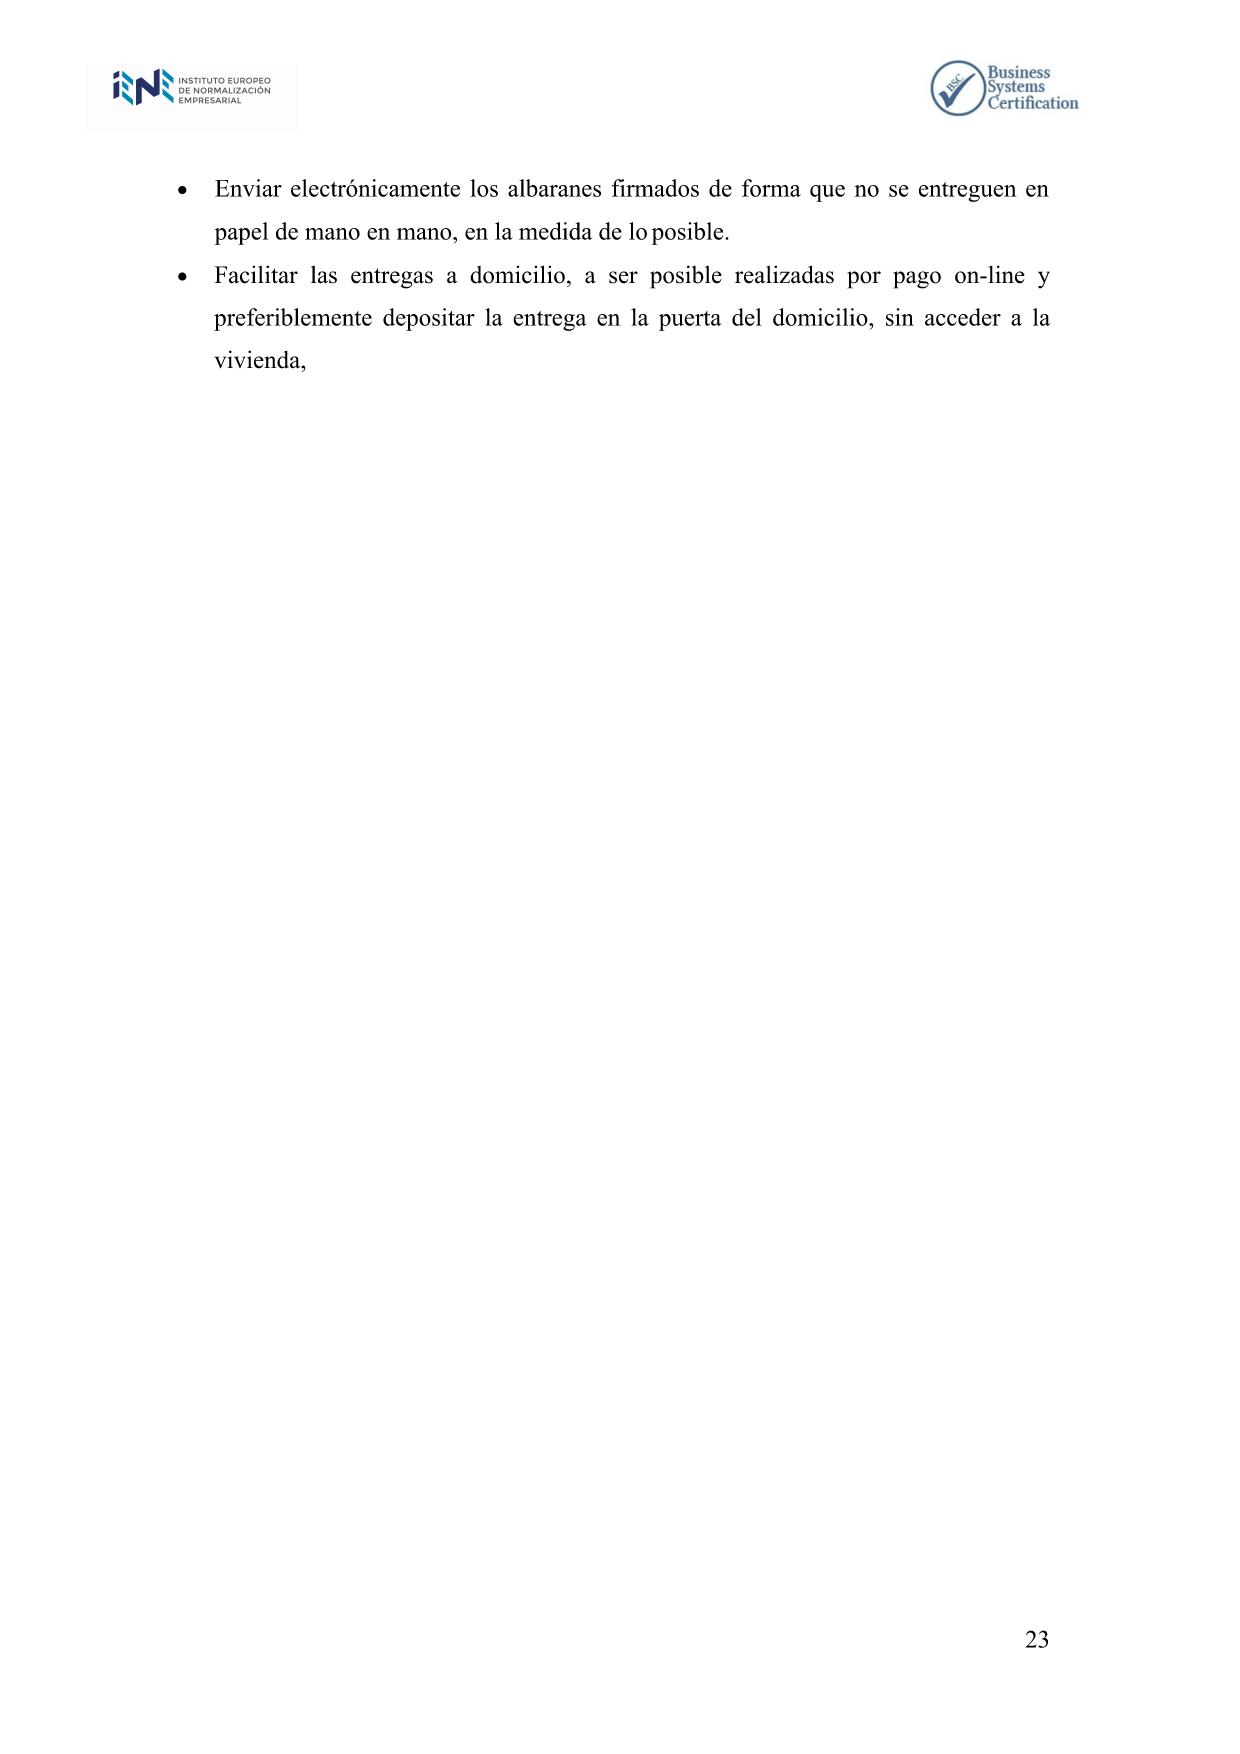 iENE INSTITUTO EUROPEO
DE NORMALIZACIÓN
EMPRESARIAL
BSC Business
Systems
Certification
• Enviar electrónicamente los albaranes firmados de forma que no se entreguen en
papel de mano en mano, en la medida de lo posible.
• Facilitar las entregas a domicilio, a ser posible realizadas por pago on-line y
preferiblemente depositar la entrega en la puerta del domicilio, sin acceder a la
vivienda,
23